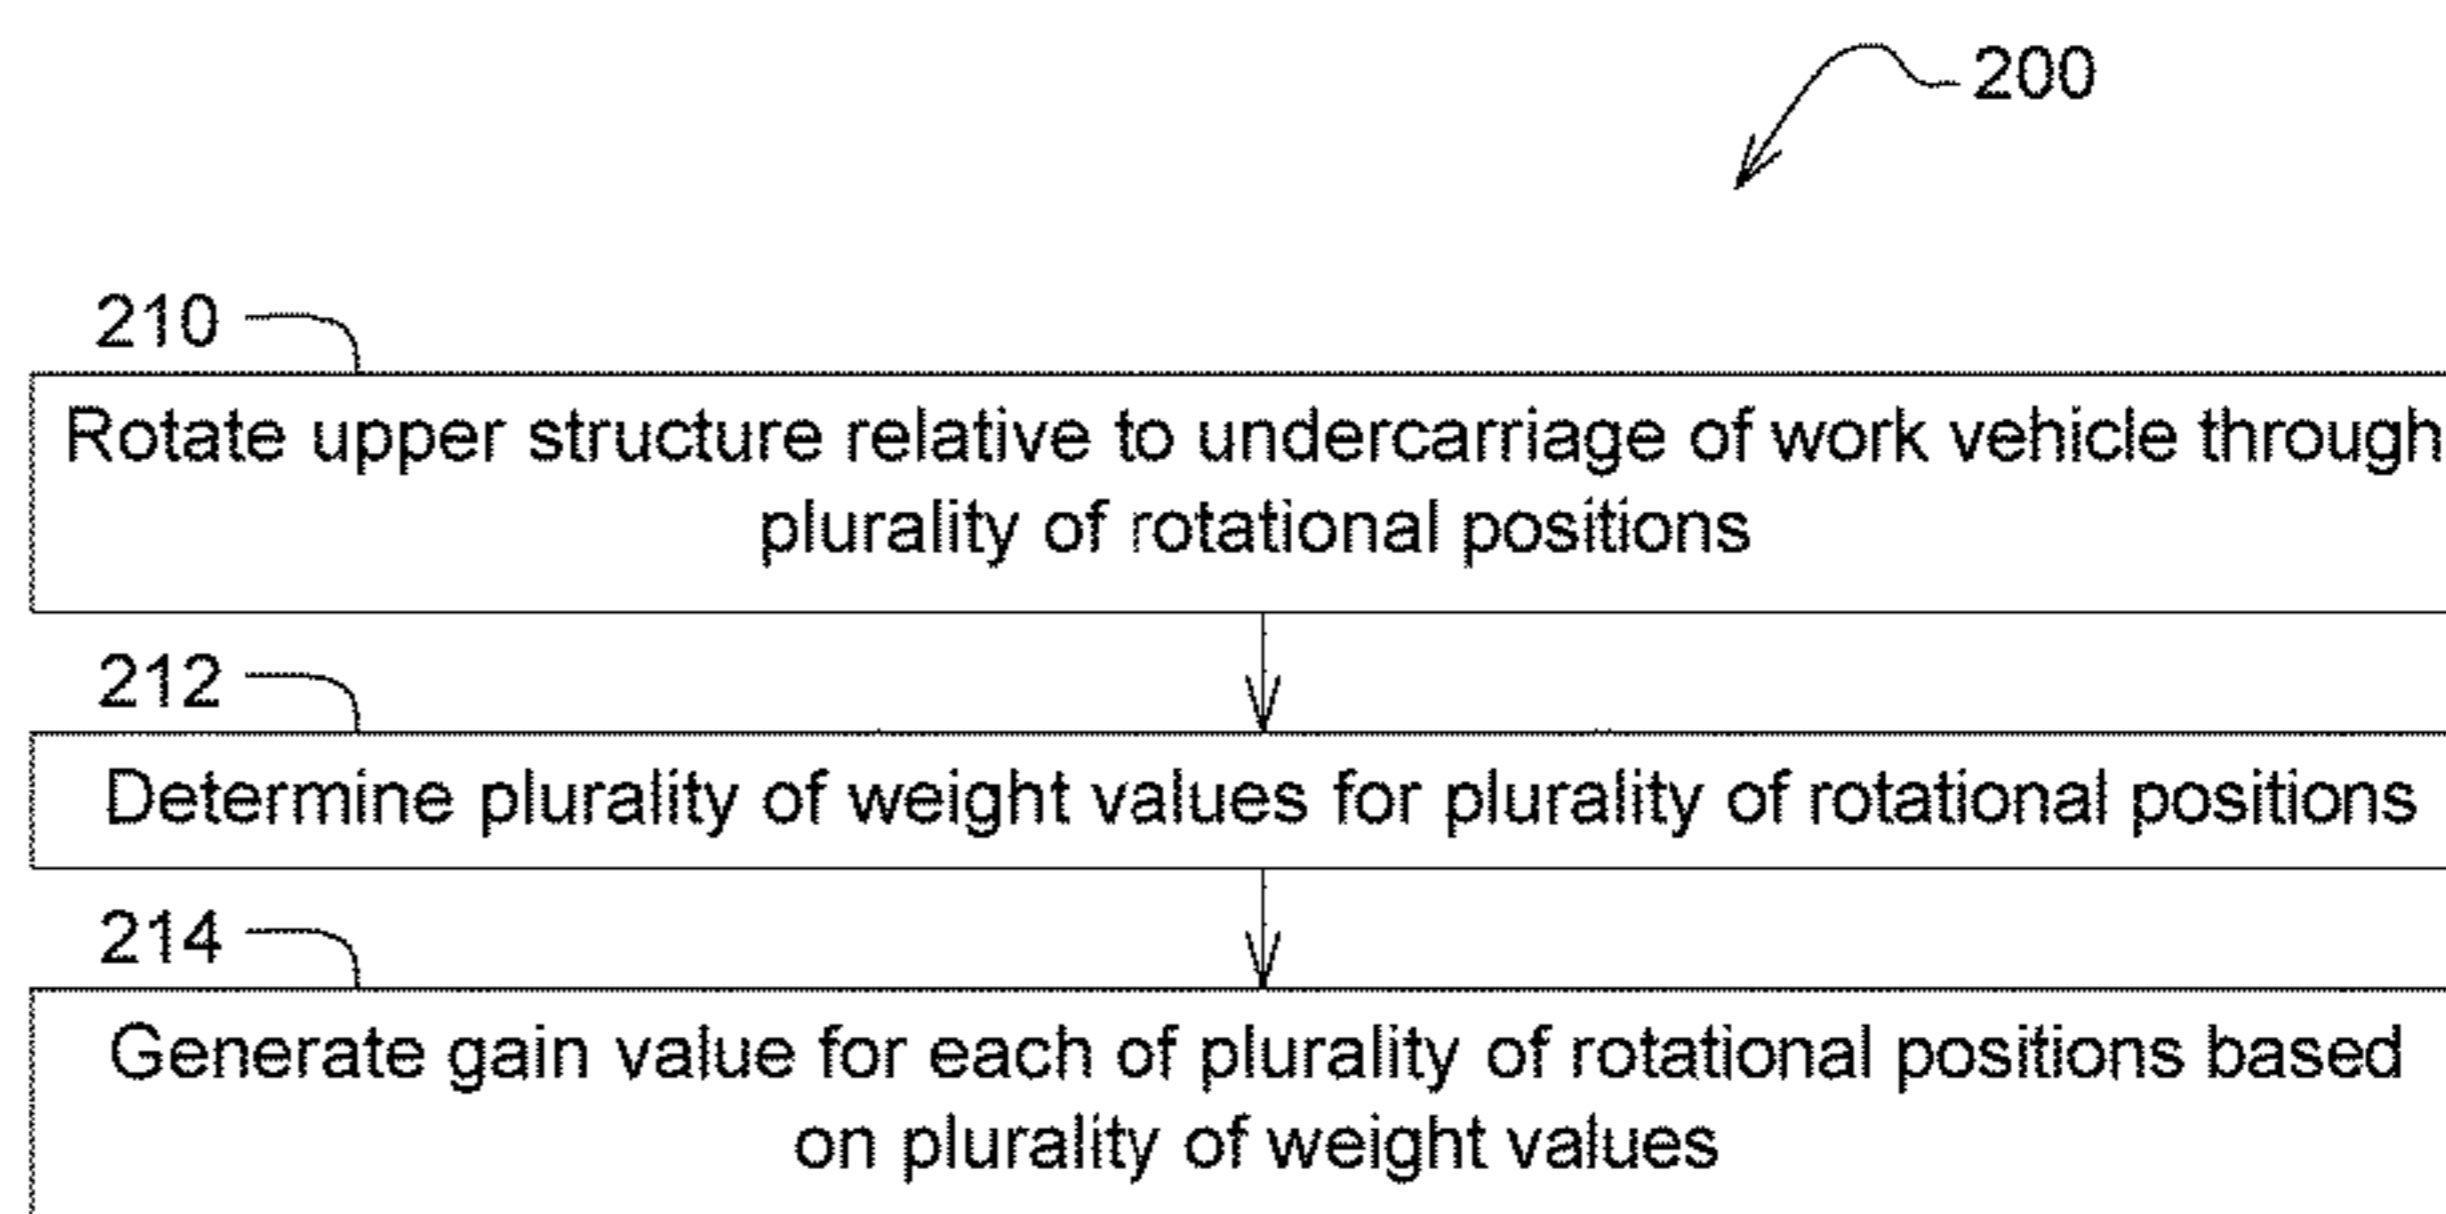 200
210
Rotate upper structure relative to undercarriage of work vehicle through
plurality of rotational positions
212
Determine plurality of weight values for plurality of rotational positions
214
Generate gain value for each of plurality of rotational positions based
on plurality of weight values